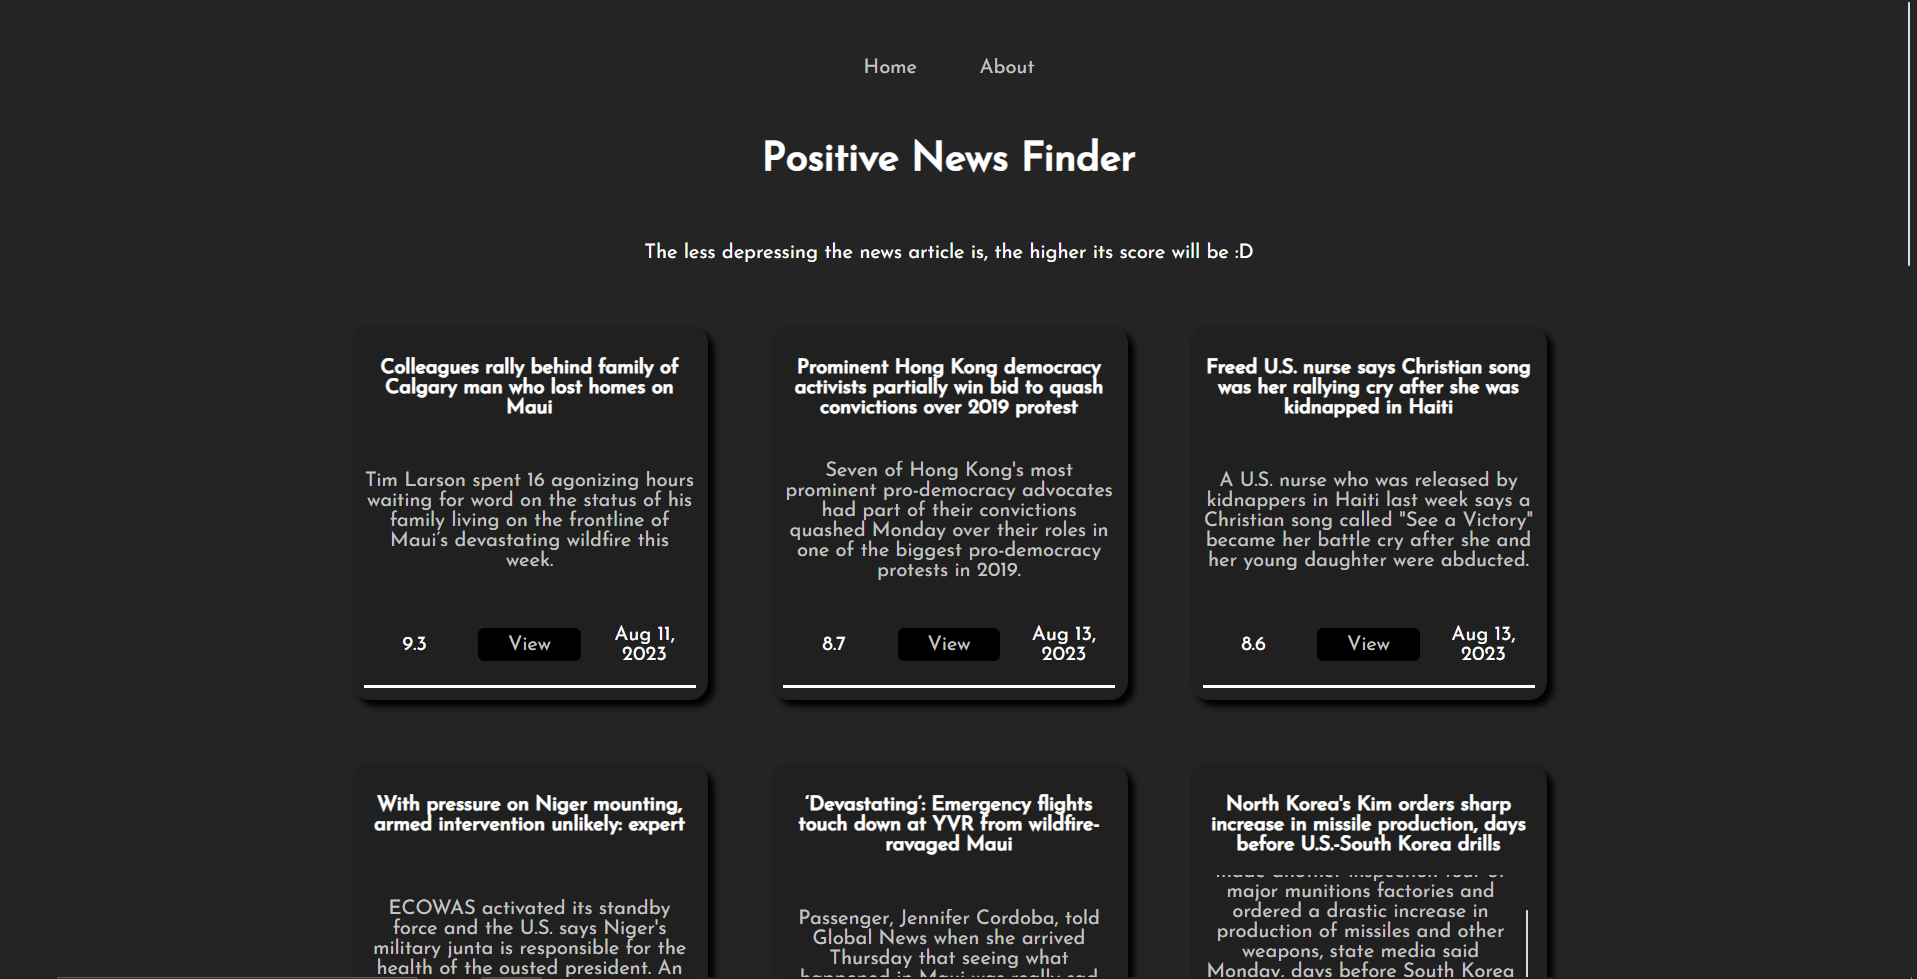 Home About
Positive News Finder
The less depressing the news article is, the higher its score will be :D
Colleagues rally behind family of
Calgary man who lost homes on
Maui
Tim Larson spent 16 agonizing hours
waiting for word on the status of his
family living on the frontline of
Maui's devastating wildfire this
week.
9.3
View
Aug 11,
2023
Prominent Hong Kong democracy
activists partially win bid to quash
convictions over 2019 protest
Seven of Hong Kong's most
prominent pro-democracy advocates
had part of their convictions
quashed Monday over their roles in
one of the biggest pro-democracy
protests in 2019.
8.7
View
Aug 13,
2023
Freed U.S. nurse says Christian song
was her rallying cry after she was
kidnapped in Haiti
A U.S. nurse who was released by
kidnappers in Haiti last week says a
Christian song called "See a Victory"
became her battle cry after she and
her young daughter were abducted.
8.6
View
Aug 13,
2023
With pressure on Niger mounting,
armed intervention unlikely: expert
ECOWAS activated its standby
force and the U.S. says Niger's
military junta is responsible for the
health of the ousted president. An
‘Devastating’: Emergency flights
touch down at YVR from wildfire-
ravaged Maui
Passenger, Jennifer Cordoba, told
Global News when she arrived
Thursday that seeing what
happened in Maui was really sad
North Korea's Kim orders sharp
increase in missile production, days
before U.S.-South Korea drills
made another inspection tour of
major munitions factories and
ordered a drastic increase in
production of missiles and other
weapons, state media said
Monday, days before South Korea